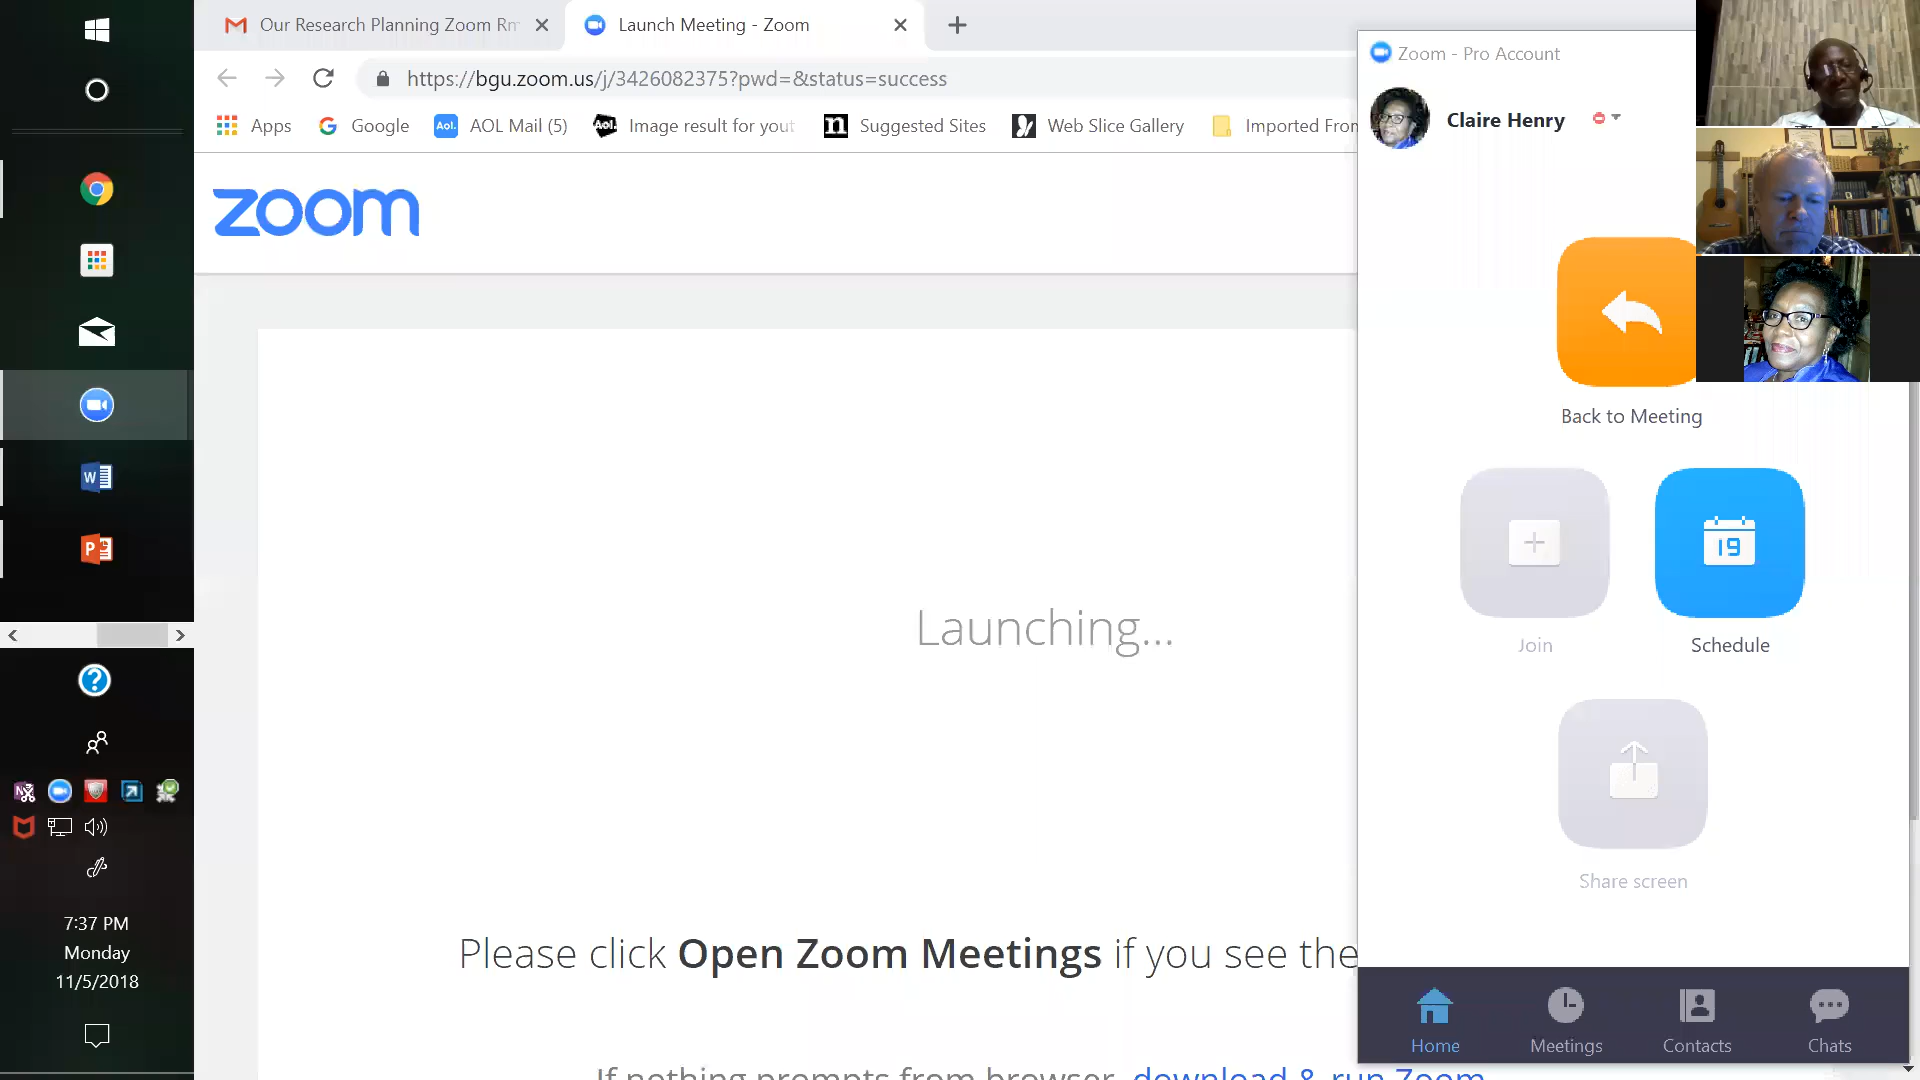 Our Research Planning Zoom Rm
Launch Meeting - Zoom
https://bgu.zoom.us/j/3426082375?pwd=&status=success
Apps
Google
Aol.
AOL Mail (5)
Aol.
Image result for yout
n
Suggested Sites
Web Slice Gallery
Imported From
zoom
Launching...
Please click Open Zoom Meetings if you see the
If nothing prompts from browser, download & run Zoom
Zoom - Pro Account
Claire Henry
Back to Meeting
19
Join
Schedule
Share screen
Home
Meetings
Contacts
Chats
W
P
?
N
7:37 PM
Monday
11/5/2018